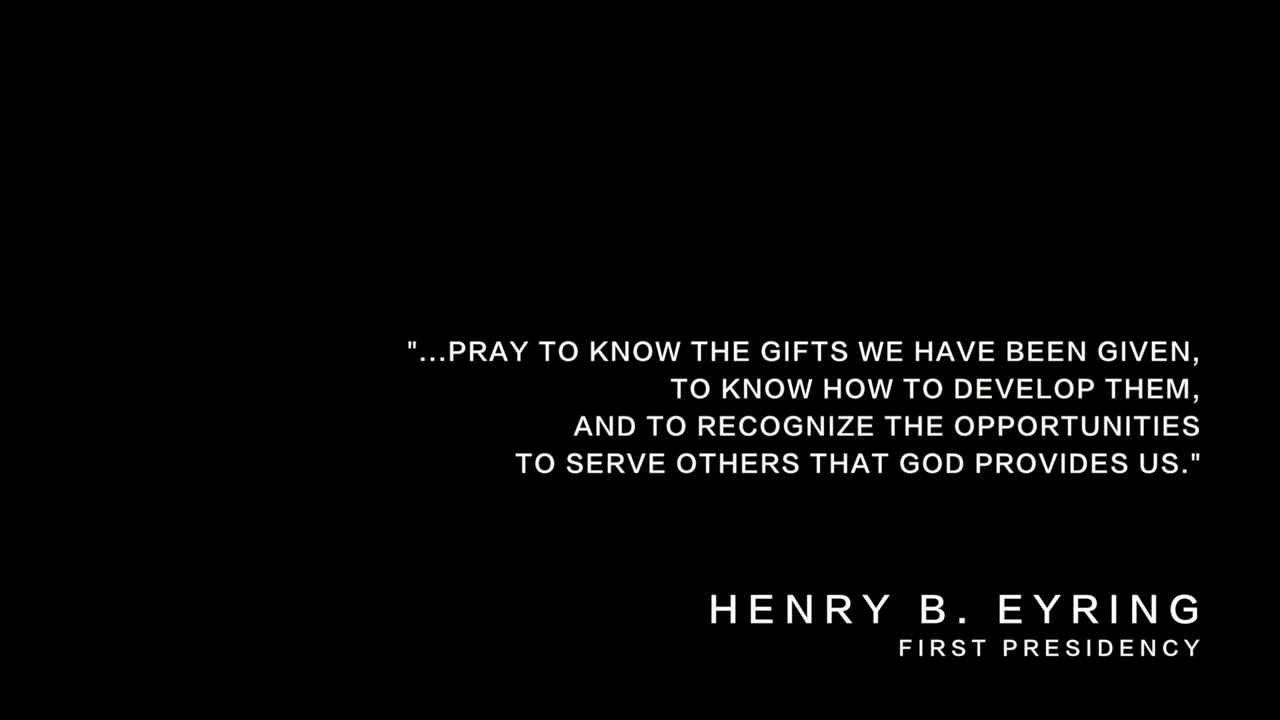 "...PRAY TO KNOW THE GIFTS WE HAVE BEEN GIVEN,
TO KNOW HOW TO DEVELOP THEM,
AND TO RECOGNIZE THE OPPORTUNITIES
TO SERVE OTHERS THAT GOD PROVIDES US."
HENRY B. EYRING
FIRST PRESIDENCY